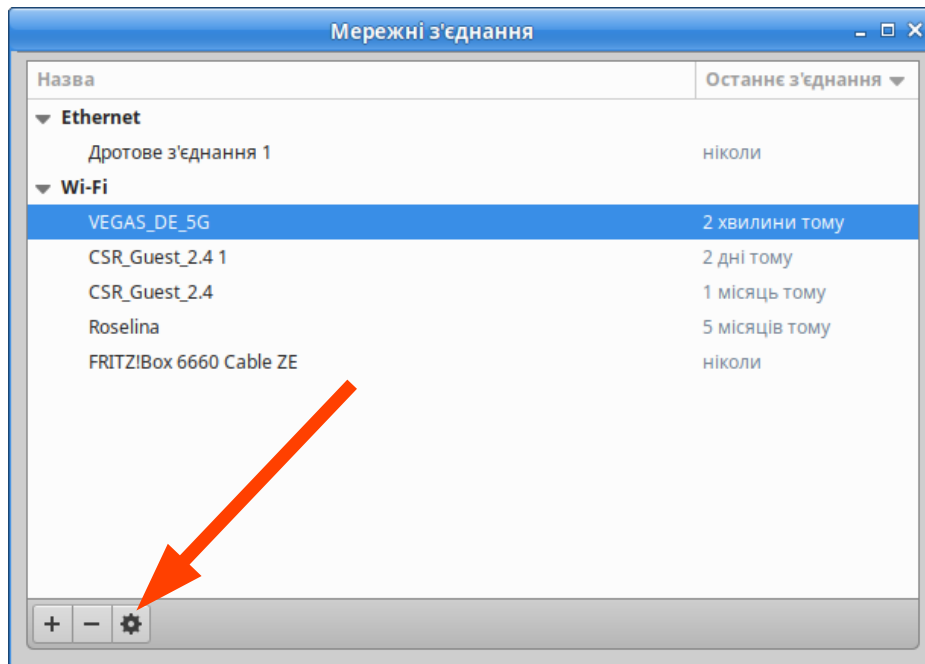 Мережні з'єднання
Назва Останнє з'єднання
Ethernet
Дротове з'єднання 1 ніколи
Wi-Fi
VEGAS_DE_5G 2 хвилини тому
CSR_Guest_2.4 1 2 дні тому
CSR_Guest_2.4 1 місяць тому
Roselina 5 місяців тому
FRITZ!Box 6660 Cable ZE ніколи